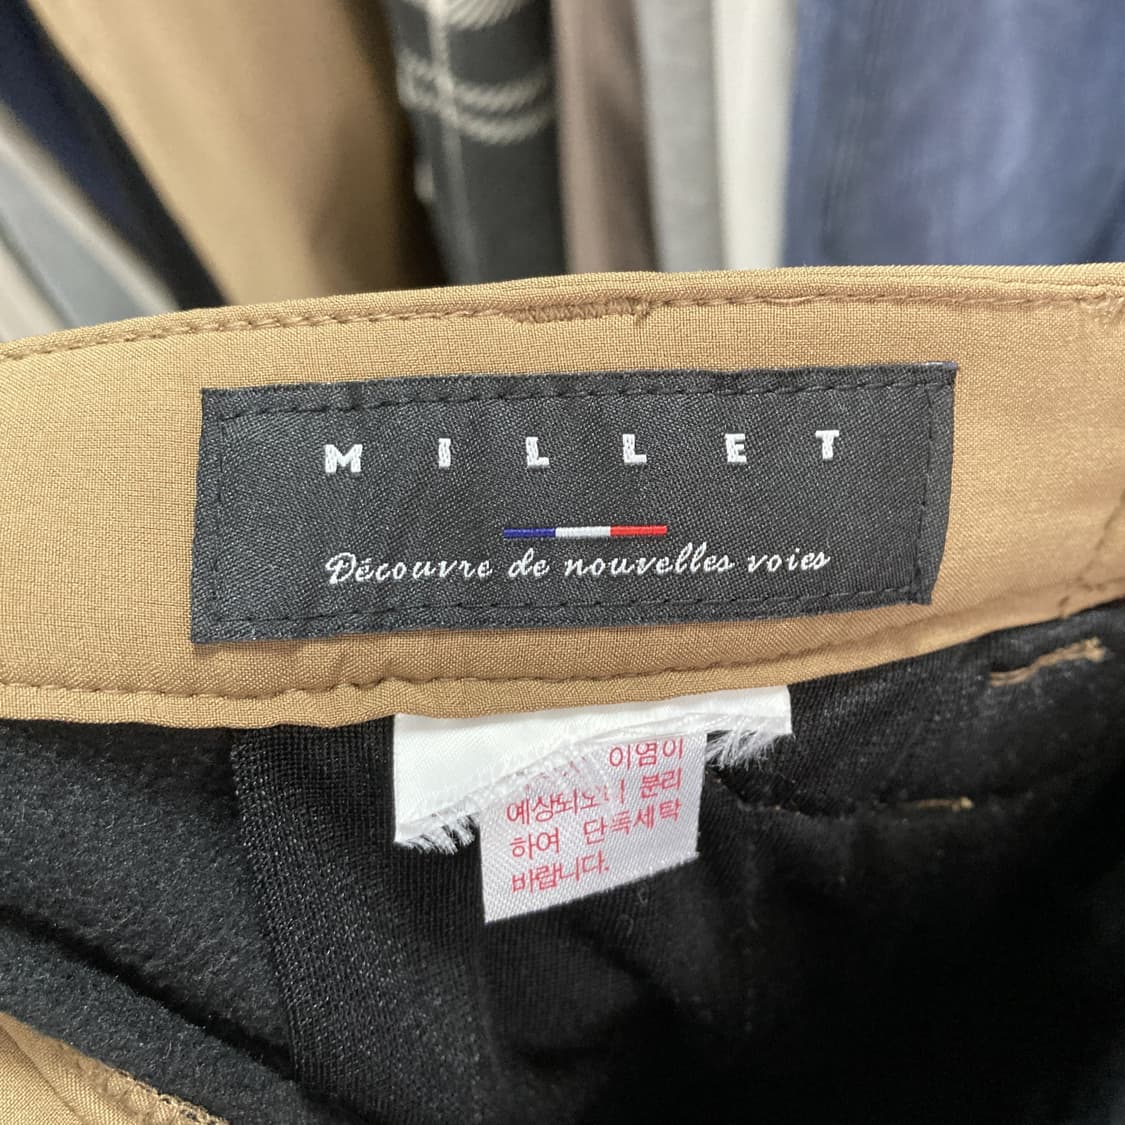 MILLET
Découvre de nouvelles voies
이염이
예상되오니 분리
하여 단독세탁
바랍니다.